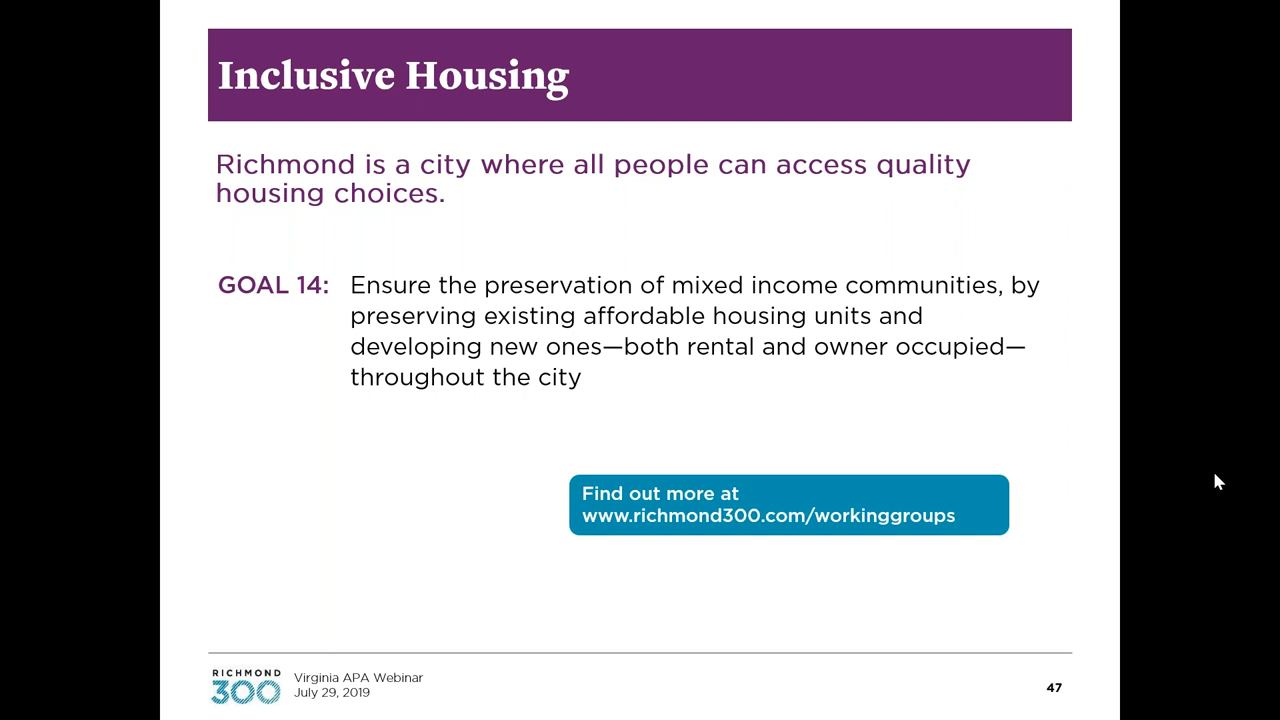 Inclusive Housing
Richmond is a city where all people can access quality
housing choices.
GOAL 14: Ensure the preservation of mixed income communities, by
preserving existing affordable housing units and
developing new ones—both rental and owner occupied—
throughout the city
Find out more at
www.richmond300.com/workinggroups
RICHMOND
300
Virginia APA Webinar
July 29, 2019
47